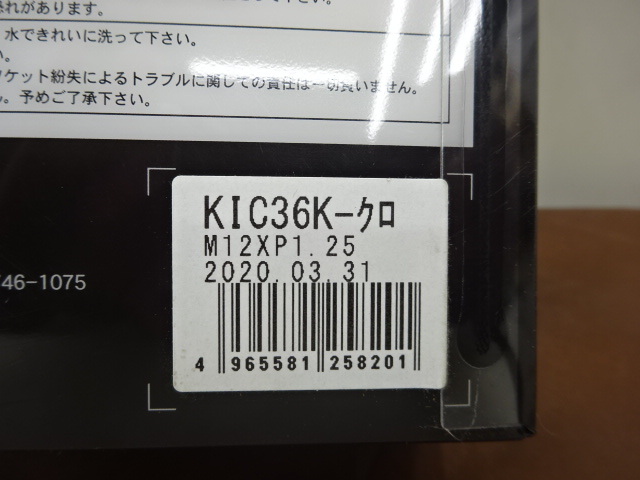 れがあります。
水できれいに洗って下さい。
い。
ケット紛失によるトラブルに関しての責任は一切負いません。
ん。予めご了承下さい。
746-1075
KIC36K-クロ
M12XP1.25
2020.03.31
4 965581 258201